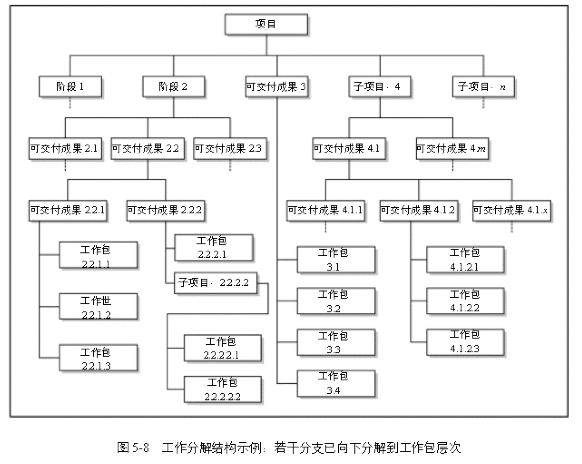 项目
阶段 1
阶段 2
可交付成果 3
子项目·4
子项目·n
可交付成果 2.1
可交付成果 2.2
可交付成果 2.3
可交付成果 4.1
可交付成果 4.m
可交付成果 2.2.1
可交付成果 2.2.2
可交付成果 4.1.1
可交付成果 4.1.2
可交付成果 4.1.x
工作包
2.2.1.1
工作世
2.2.1.2
工作包
2.2.1.3
工作包
2.2.2.1
子项目·2.2.2.2
工作包
2.2.2.2.1
工作包
2.2.2.2.2
工作包
3.1
工作包
3.2
工作包
3.3
工作包
3.4
工作包
4.1.2.1
工作包
4.1.2.2
工作包
4.1.2.3
图 5-8 工作分解结构示例：若干分支已向下分解到工作包层次